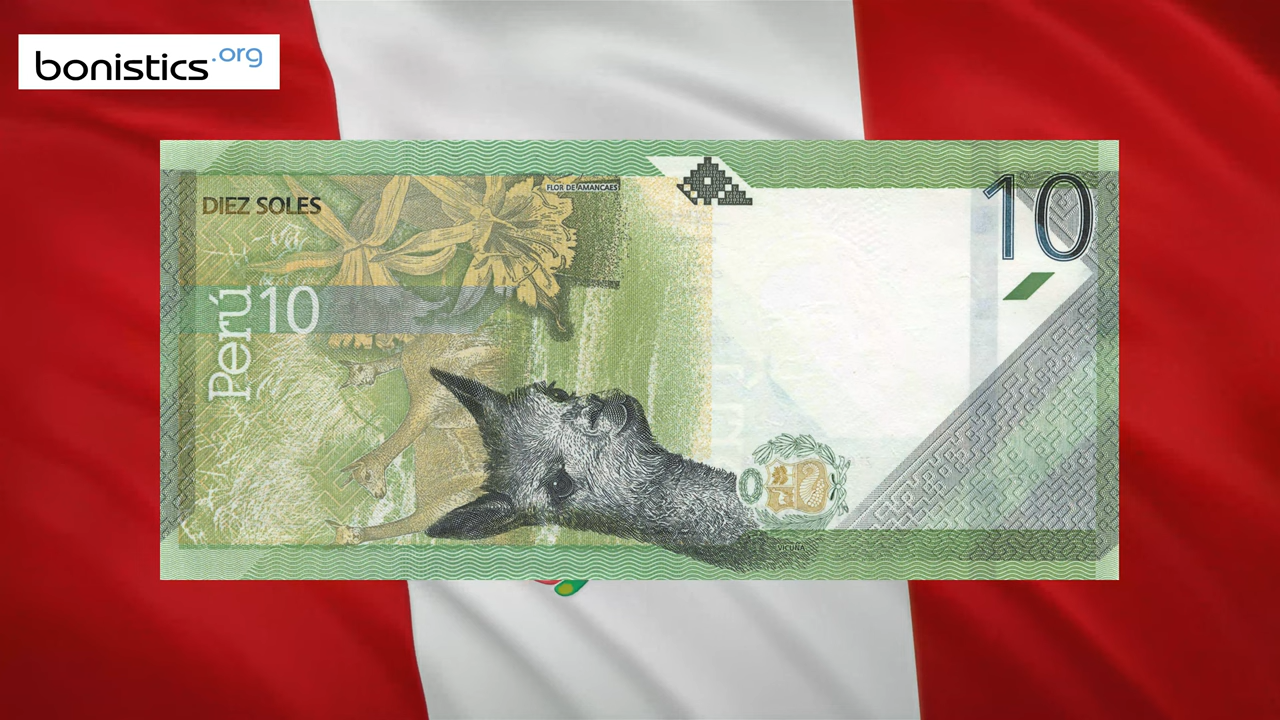 bonistics.org
FLOR DE AMANCAES
DIEZ SOLES
10
Perú
10
VICUÑA